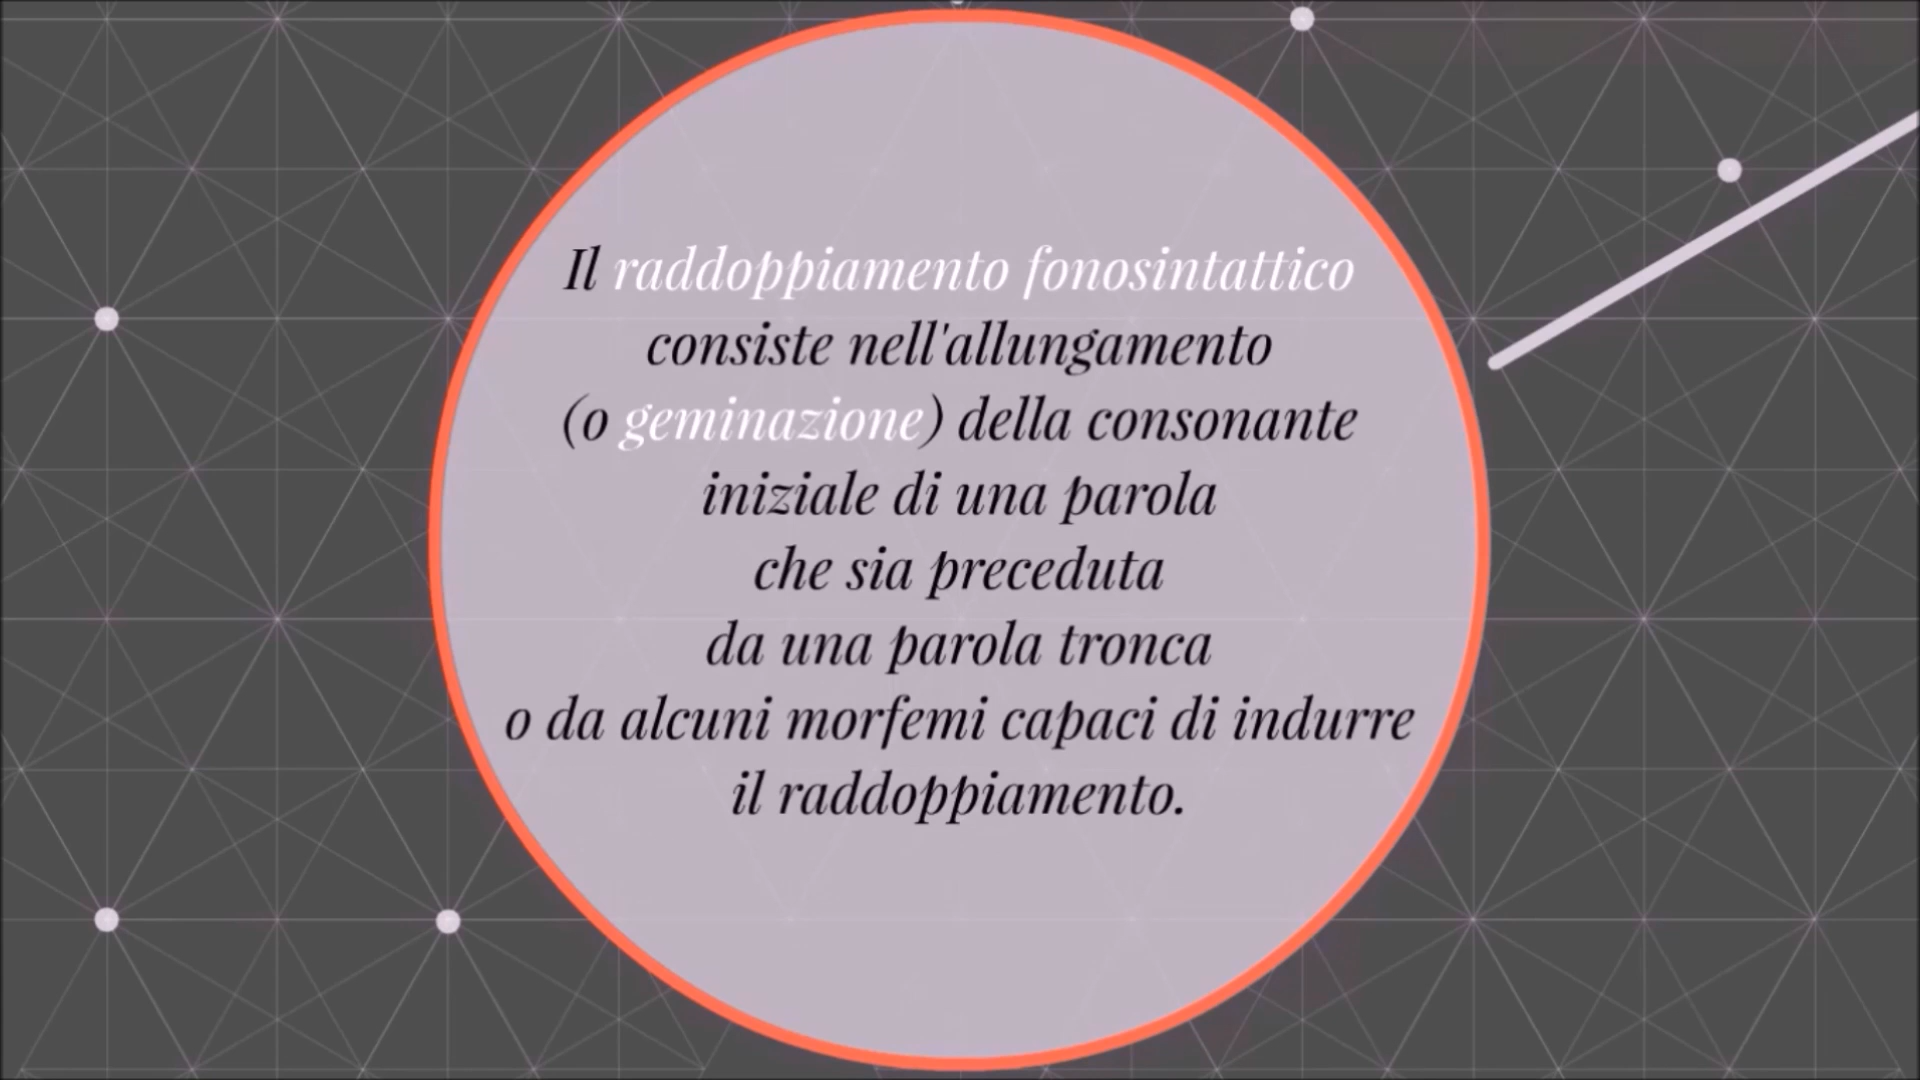 Il raddoppiamento fonosintattico
consiste nell'allungamento
(o geminazione) della consonante
iniziale di una parola
che sia preceduta
da una parola tronca
o da alcuni morfemi capaci di indurre
il raddoppiamento.